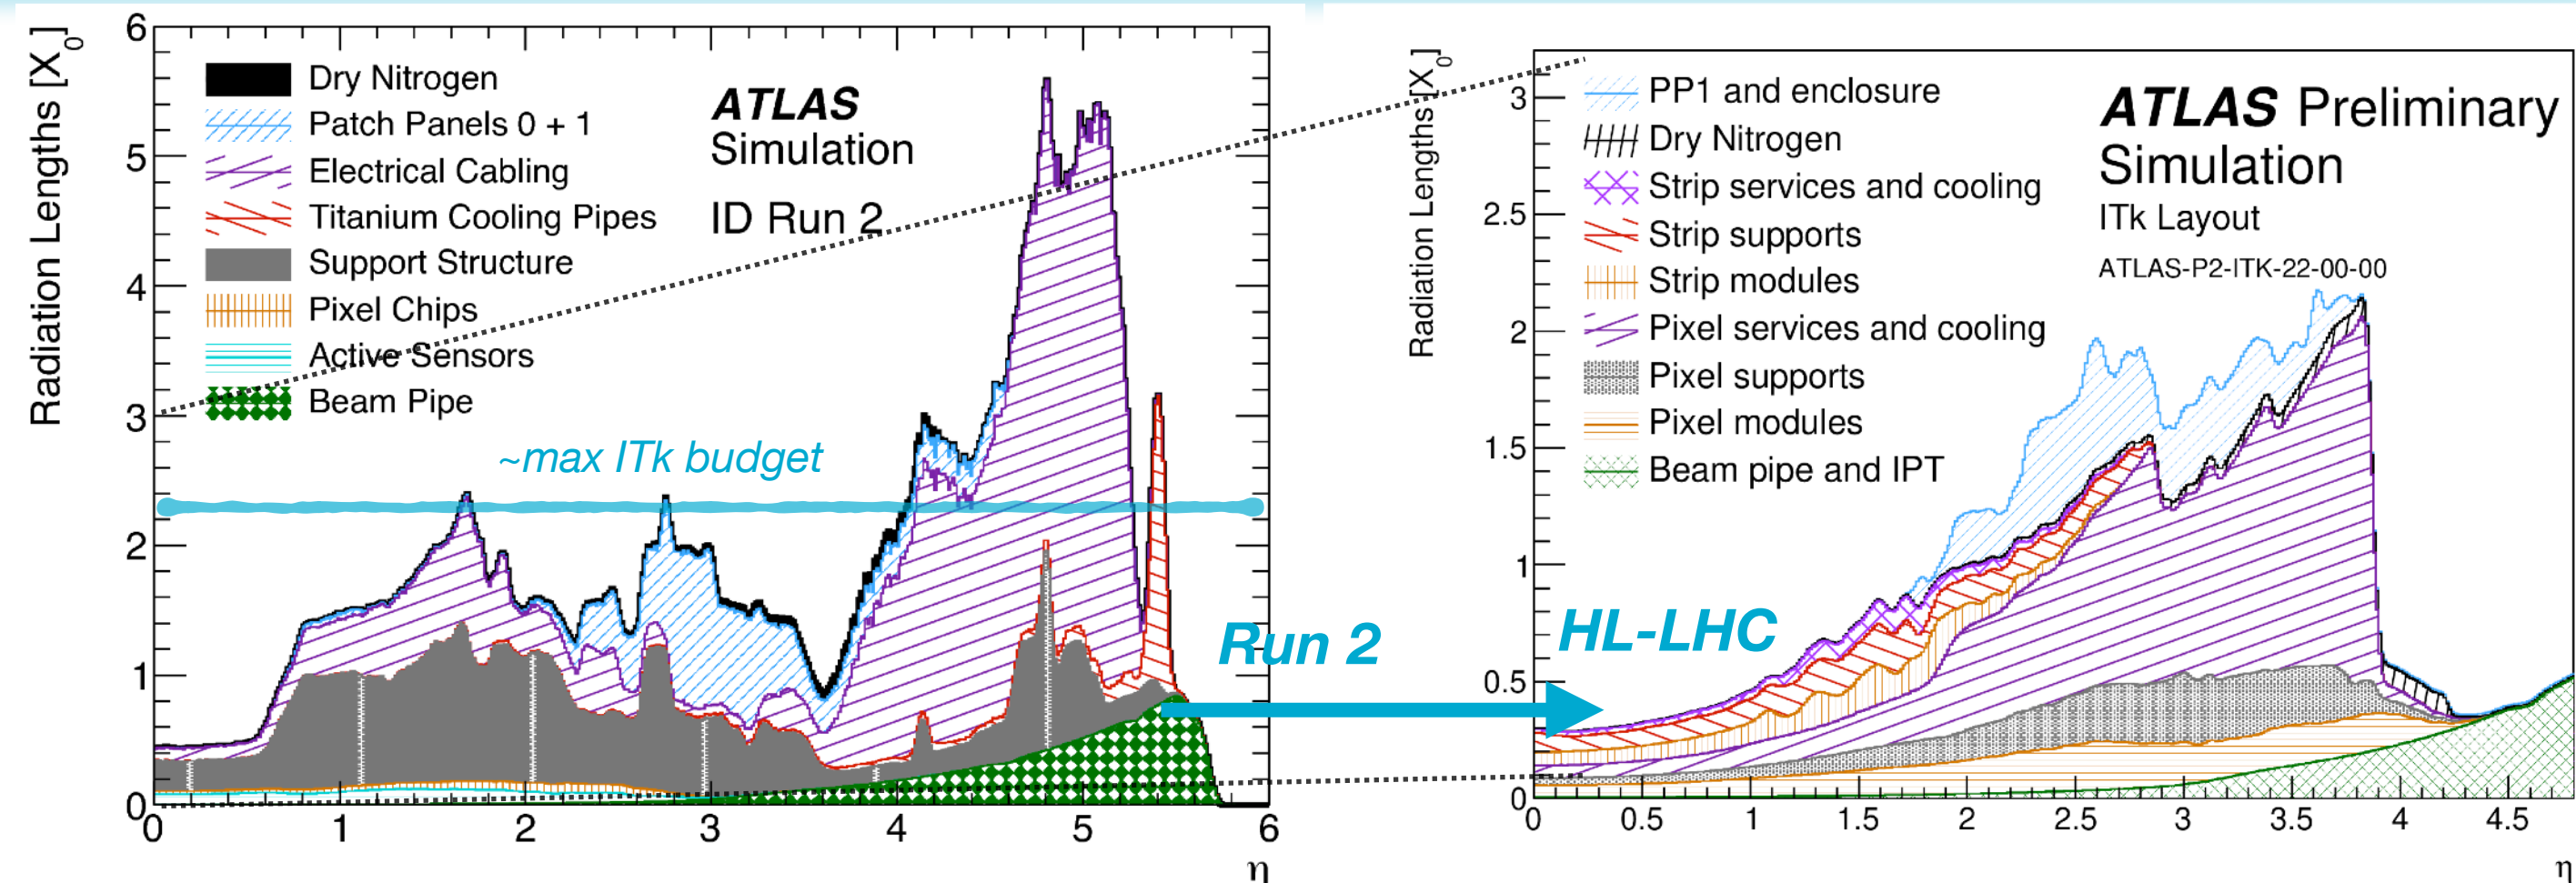 Radiation Lengths [X0]
6
5
4
3
2
1
0
Dry Nitrogen
Patch Panels 0 + 1
Electrical Cabling
Titanium Cooling Pipes
Support Structure
Pixel Chips
Active Sensors
Beam Pipe
ATLAS
Simulation
ID Run 2
~max ITk budget
0 1 2 3 4 5 6
η
Run 2
HL-LHC
Radiation Lengths [X0]
3
2.5
2
1.5
1
0.5
0
PP1 and enclosure
Dry Nitrogen
Strip services and cooling
Strip supports
Strip modules
Pixel services and cooling
Pixel supports
Pixel modules
Beam pipe and IPT
ATLAS Preliminary
Simulation
ITk Layout
ATLAS-P2-ITK-22-00-00
0 0.5 1 1.5 2 2.5 3 3.5 4 4.5
η